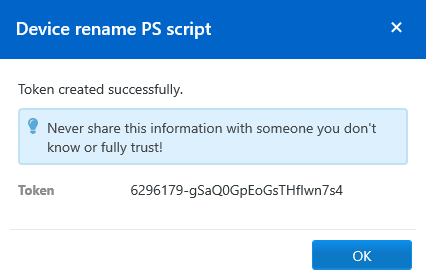 Device rename PS script
Token created successfully.
Never share this information with someone you don't
know or fully trust!
Token 6296179-gSaQ0GpEoGsTHflwn7s4
OK